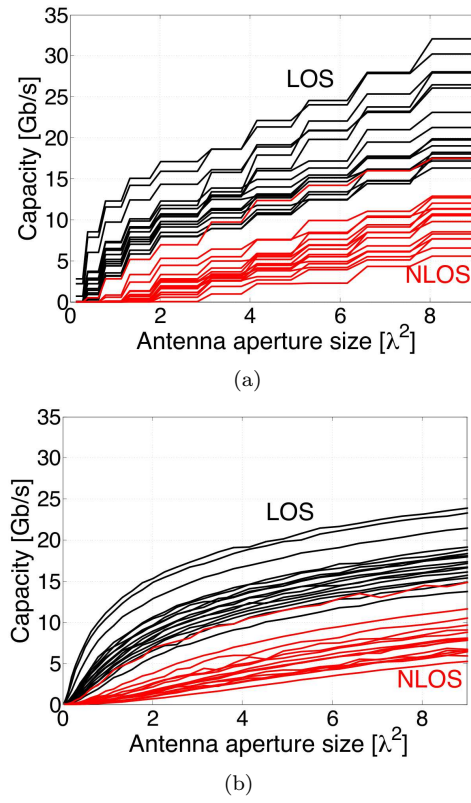 35
30
25
20
15
10
5
0
Capacity [Gb/s]
LOS
NLOS
0 2 4 6 8
Antenna aperture size [λ²]
(a)
35
30
25
20
15
10
5
0
Capacity [Gb/s]
LOS
NLOS
0 2 4 6 8
Antenna aperture size [λ²]
(b)